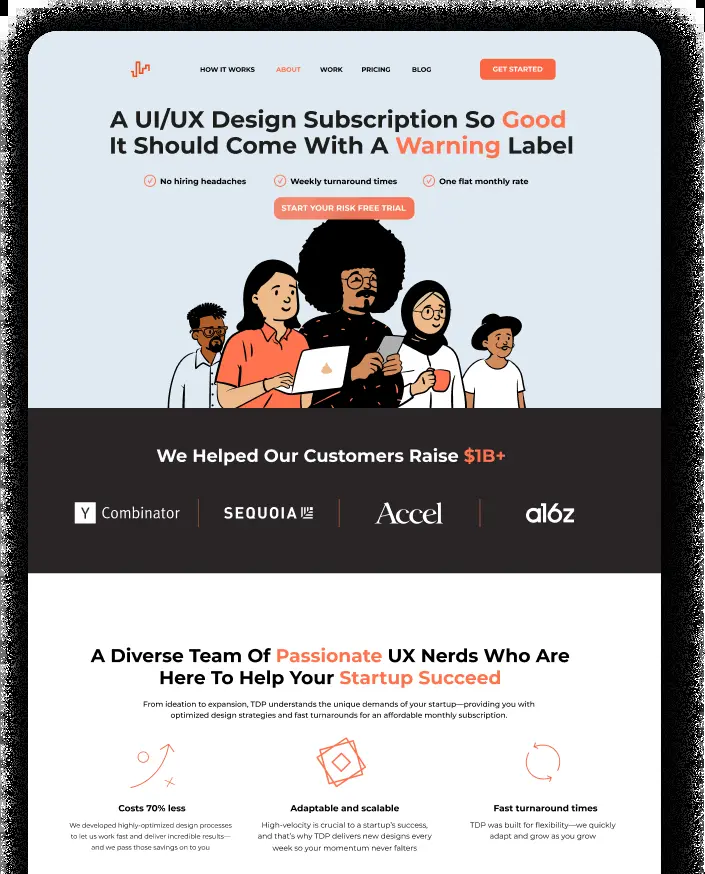 HOW IT WORKS ABOUT WORK PRICING BLOG GET STARTED
A UI/UX Design Subscription So Good
It Should Come With A Warning Label
No hiring headaches Weekly turnaround times One flat monthly rate
START YOUR RISK FREE TRIAL
We Helped Our Customers Raise $1B+
Y Combinator SEQUOIA Accel a16z
A Diverse Team Of Passionate UX Nerds Who Are
Here To Help Your Startup Succeed
From ideation to expansion, TDP understands the unique demands of your startup—providing you with
optimized design strategies and fast turnarounds for an affordable monthly subscription.
Costs 70% less
We developed highly-optimized design processes
to let us work fast and deliver incredible results—
and we pass those savings on to you
Adaptable and scalable
High-velocity is crucial to a startup's success,
and that's why TDP delivers new designs every
week so your momentum never falters
Fast turnaround times
TDP was built for flexibility—we quickly
adapt and grow as you grow